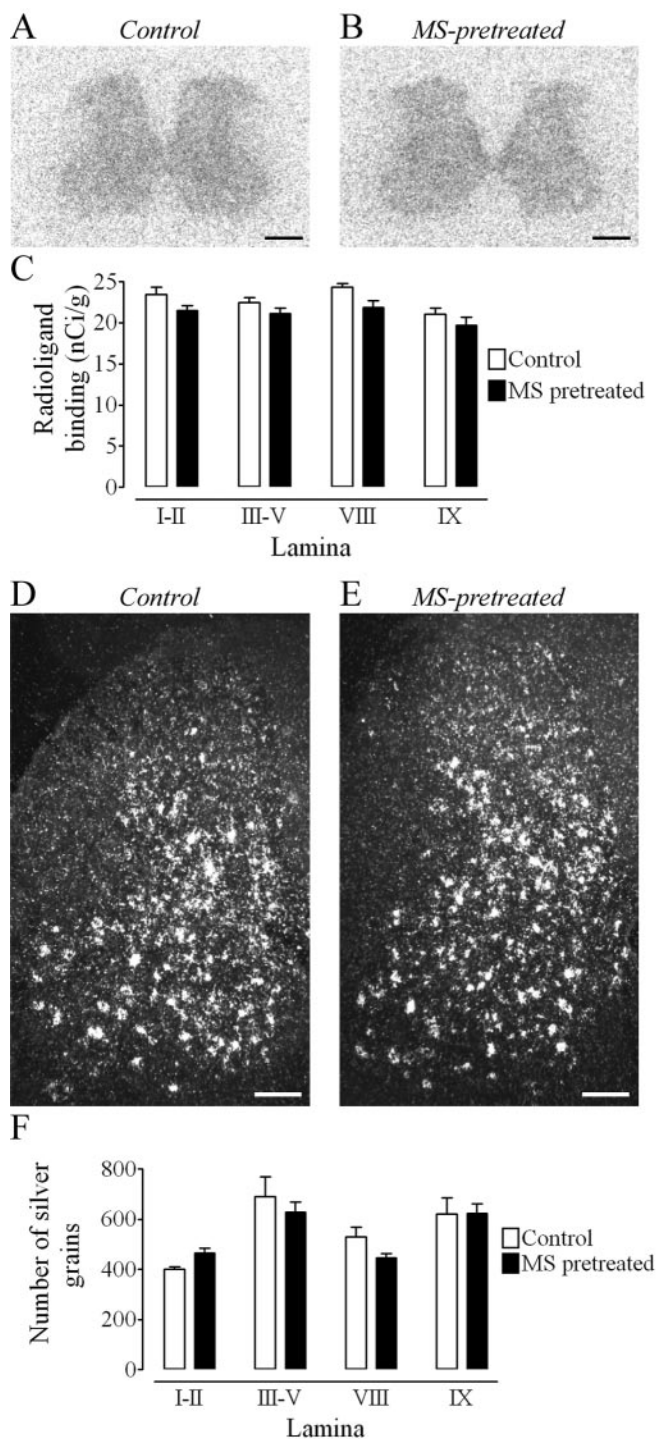 A Control
B MS-pretreated
C
Radioligand
binding (nCi/g)
25
20
15
10
5
0
Control
MS pretreated
I-II III-V VIII IX
Lamina
D Control
E MS-pretreated
F
Number of silver
grains
800
600
400
200
0
Control
MS pretreated
I-II III-V VIII IX
Lamina